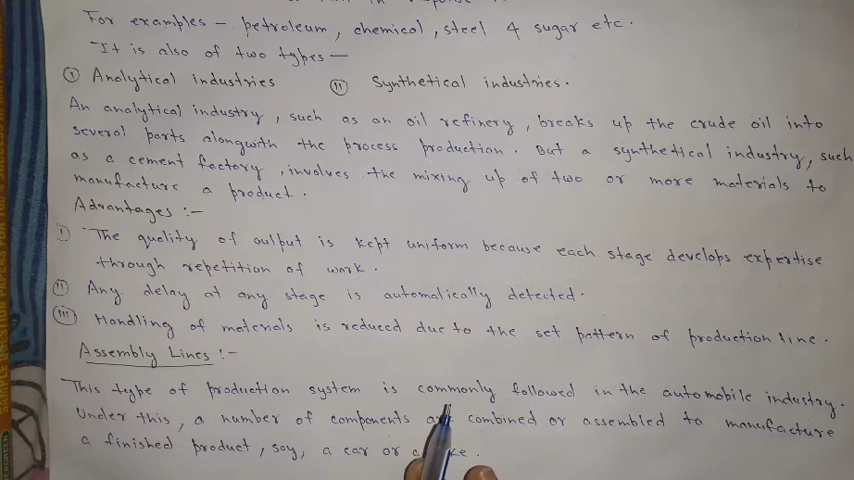 For examples - petroleum, chemical, steel & sugar etc.
It is also of two types -
(i) Analytical industries (ii) Synthetical industries.
An analytical industry, such as an oil refinery, breaks up the crude oil into
several parts alongwith the process production. But a synthetical industry, such
as a cement factory, involves the mixing up of two or more materials to
manufacture a product.
Advantages :-
(i) The quality of output is kept uniform because each stage develops expertise
through repetition of work.
(ii) Any delay at any stage is automatically detected.
(iii) Handling of materials is reduced due to the set pattern of production line.
Assembly Lines :-
This type of production system is commonly followed in the automobile industry.
Under this, a number of components combined or assembled to manufacture
a finished product, say, a car or a